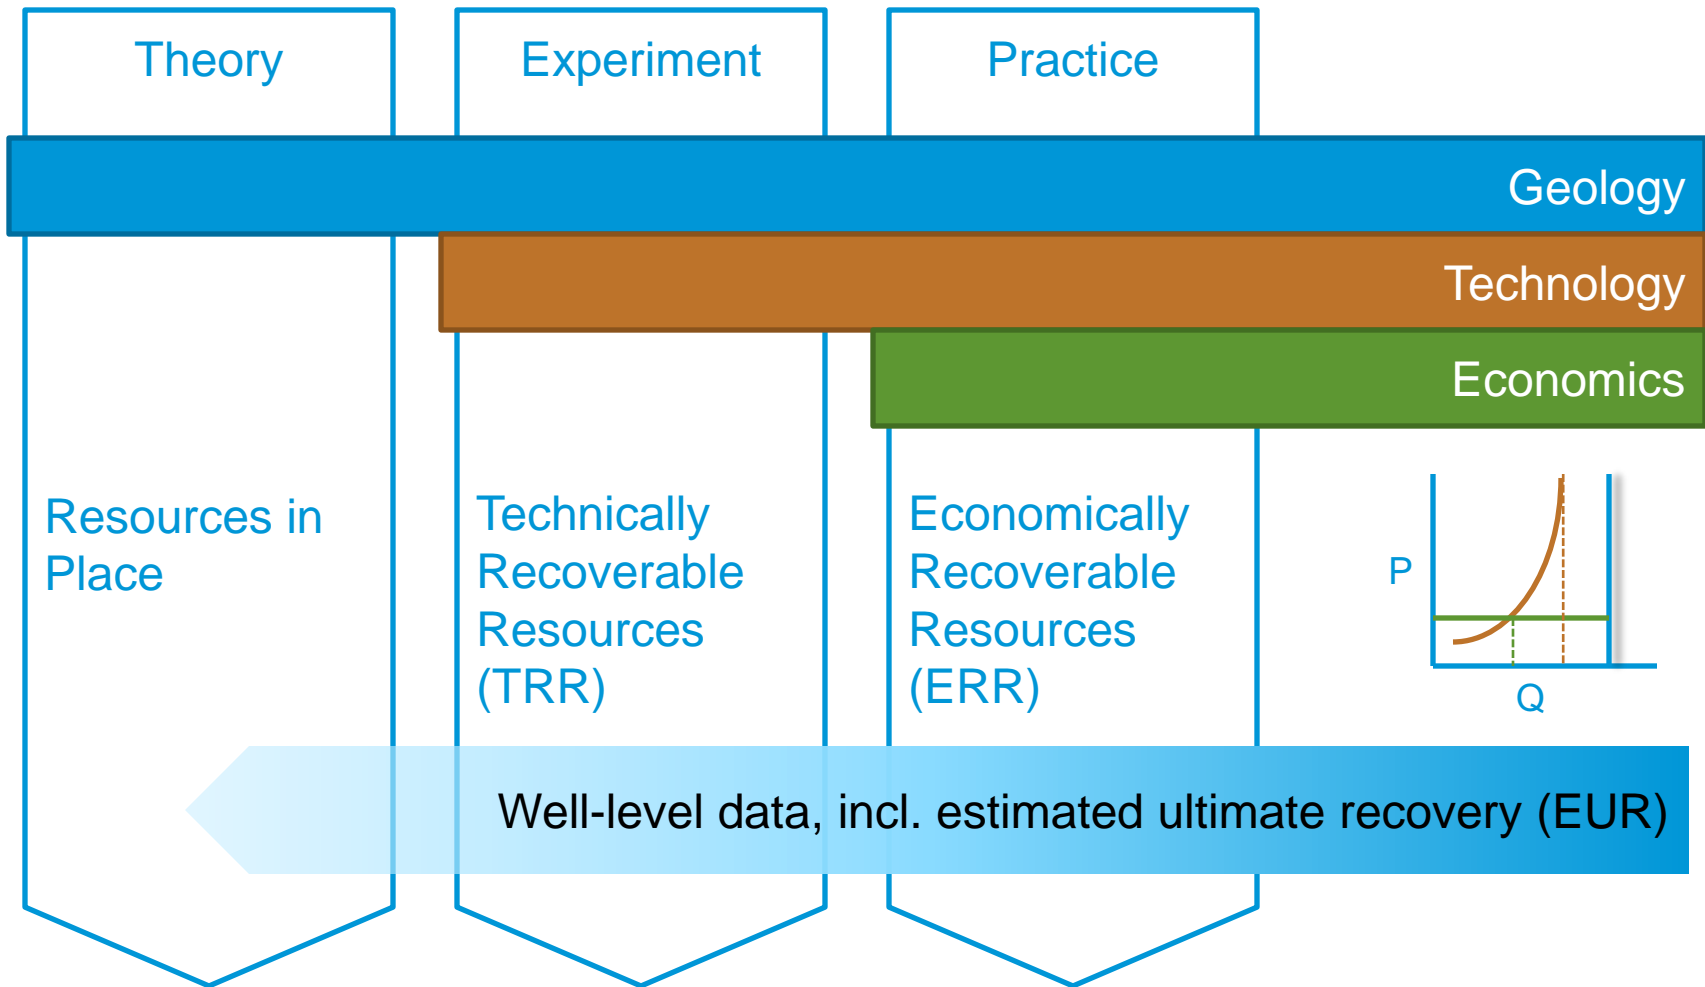 Theory
Experiment
Practice
Geology
Technology
Economics
Resources in
Place
Technically
Recoverable
Resources
(TRR)
Economically
Recoverable
Resources
(ERR)
P
Q
Well-level data, incl. estimated ultimate recovery (EUR)